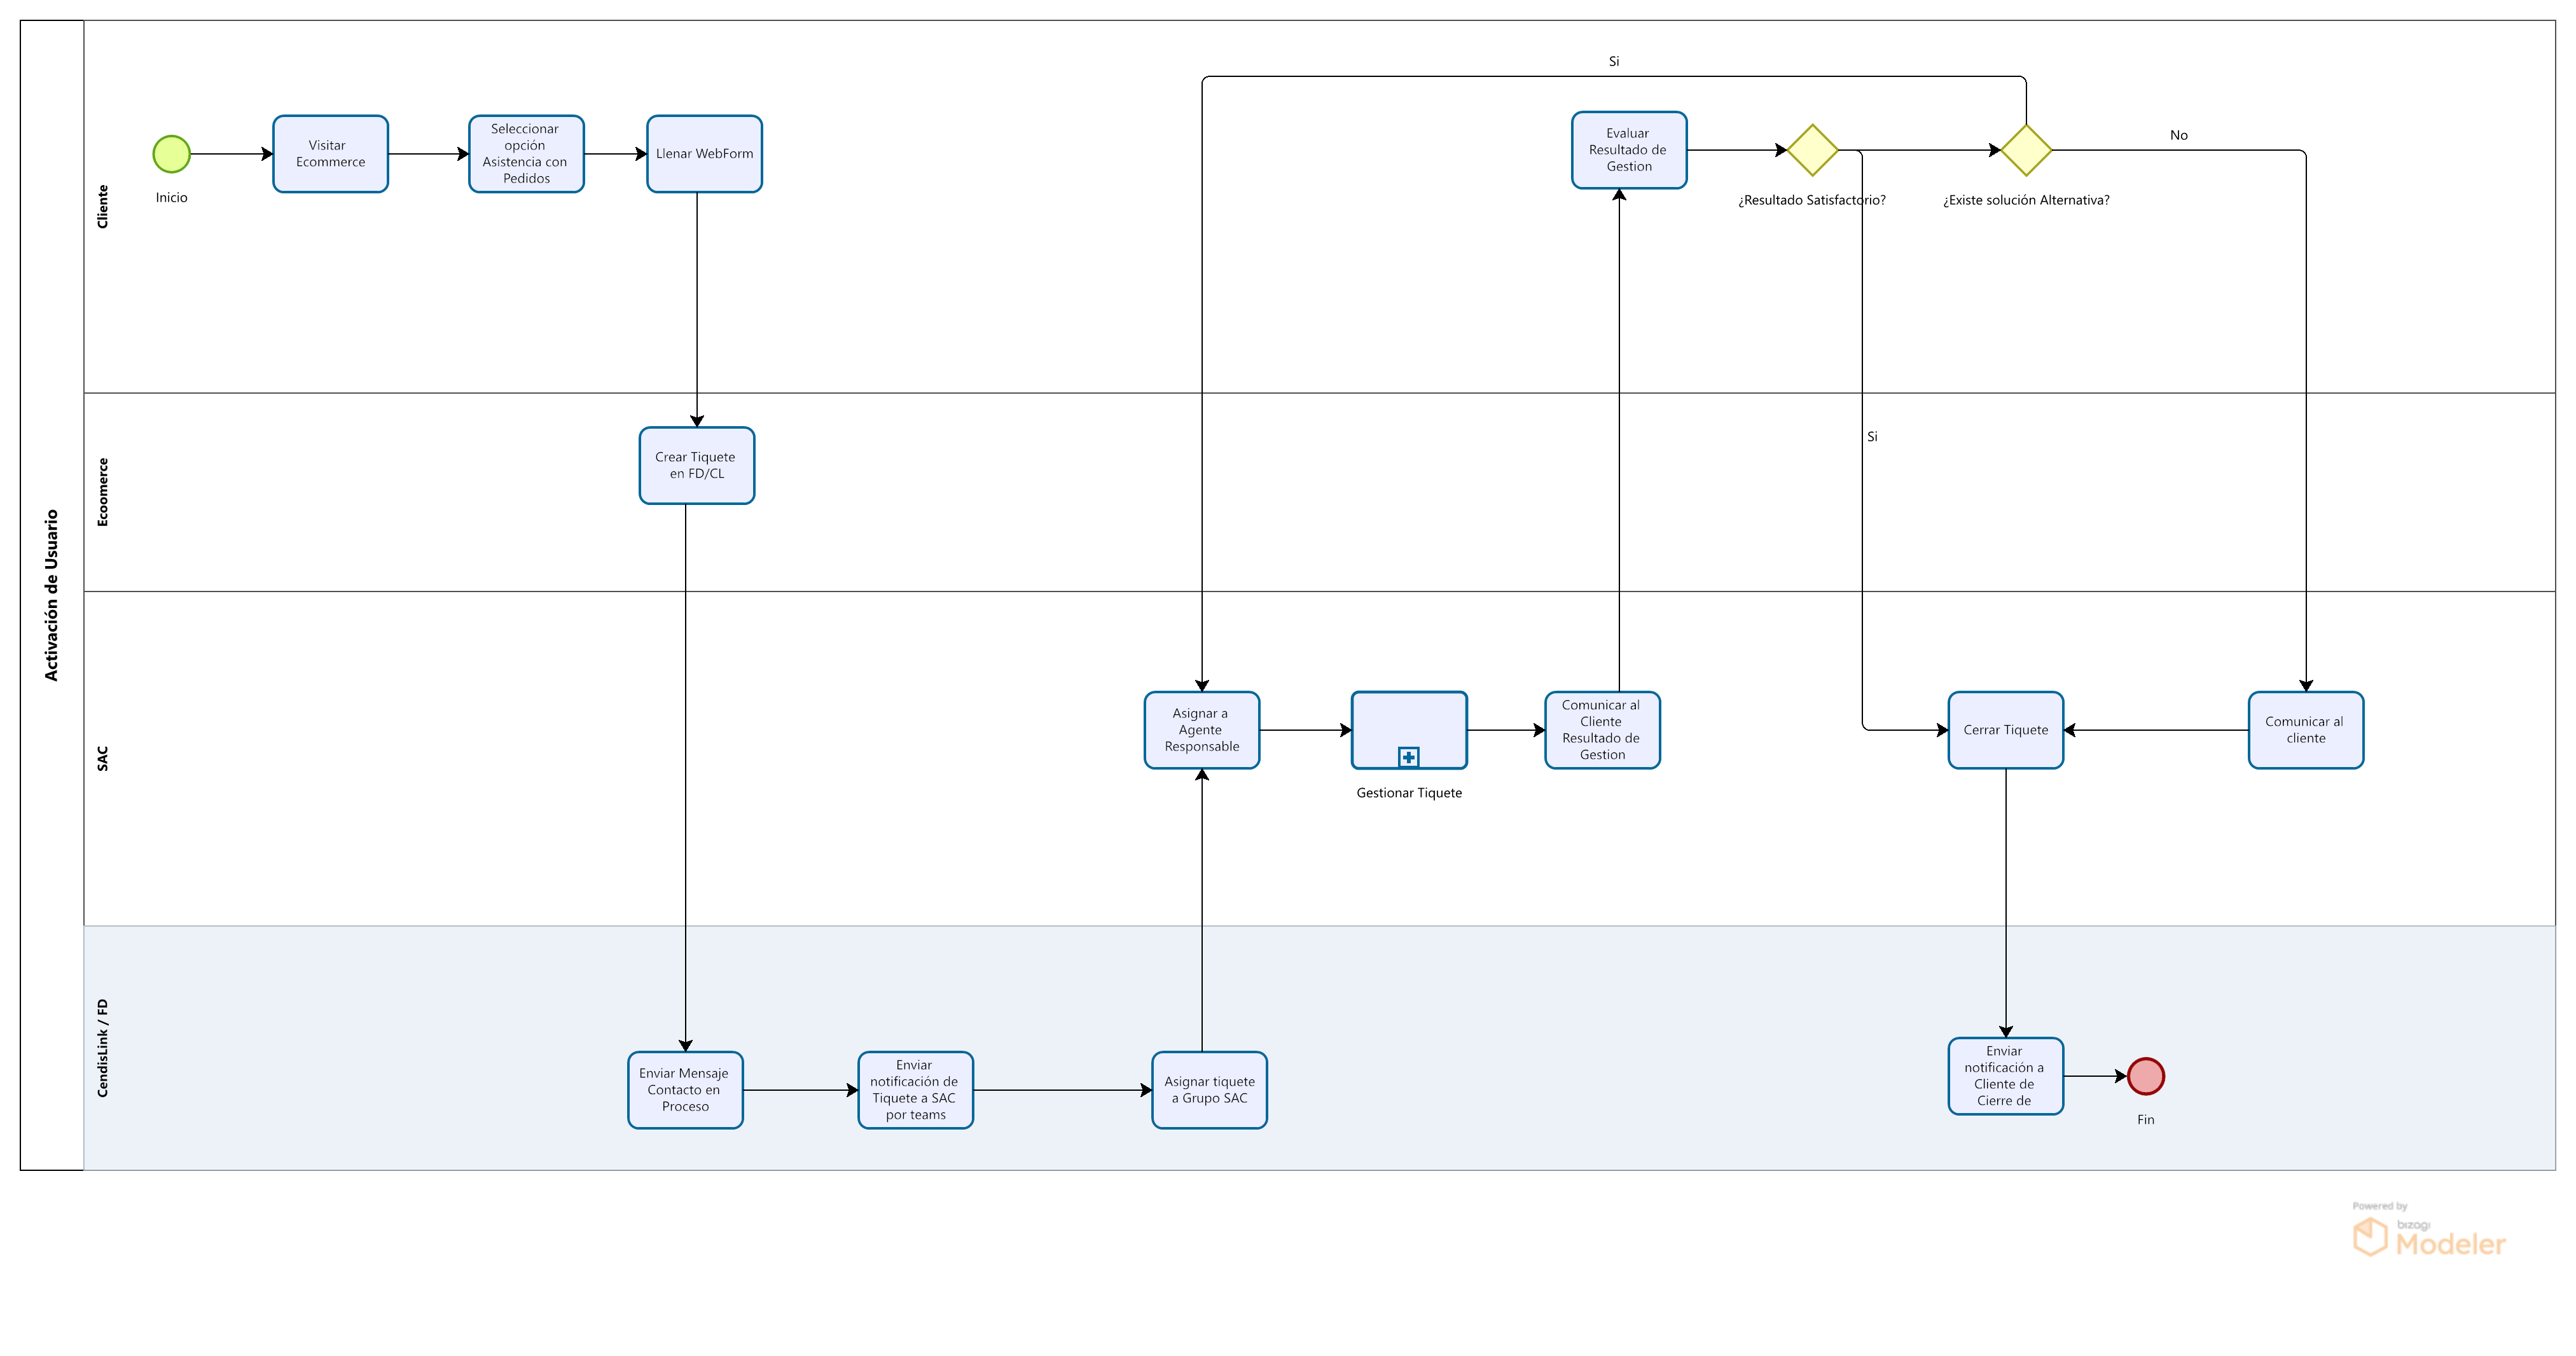 Activación de Usuario
Cliente
Inicio
Visitar
Ecommerce
Seleccionar
opción
Asistencia con
Pedidos
Llenar WebForm
Si
Evaluar
Resultado de
Gestion
¿Resultado Satisfactorio?
¿Existe solución Alternativa?
No
Ecoomerce
Crear Tiquete
en FD/CL
Si
SAC
Asignar a
Agente
Responsable
Gestionar Tiquete
Comunicar al
Cliente
Resultado de
Gestion
Cerrar Tiquete
Comunicar al
cliente
CendisLink / FD
Enviar Mensaje
Contacto en
Proceso
Enviar
notificación de
Tiquete a SAC
por teams
Asignar tiquete
a Grupo SAC
Enviar
notificación a
Cliente de
Cierre de
Fin
Powered by
bizagi
Modeler